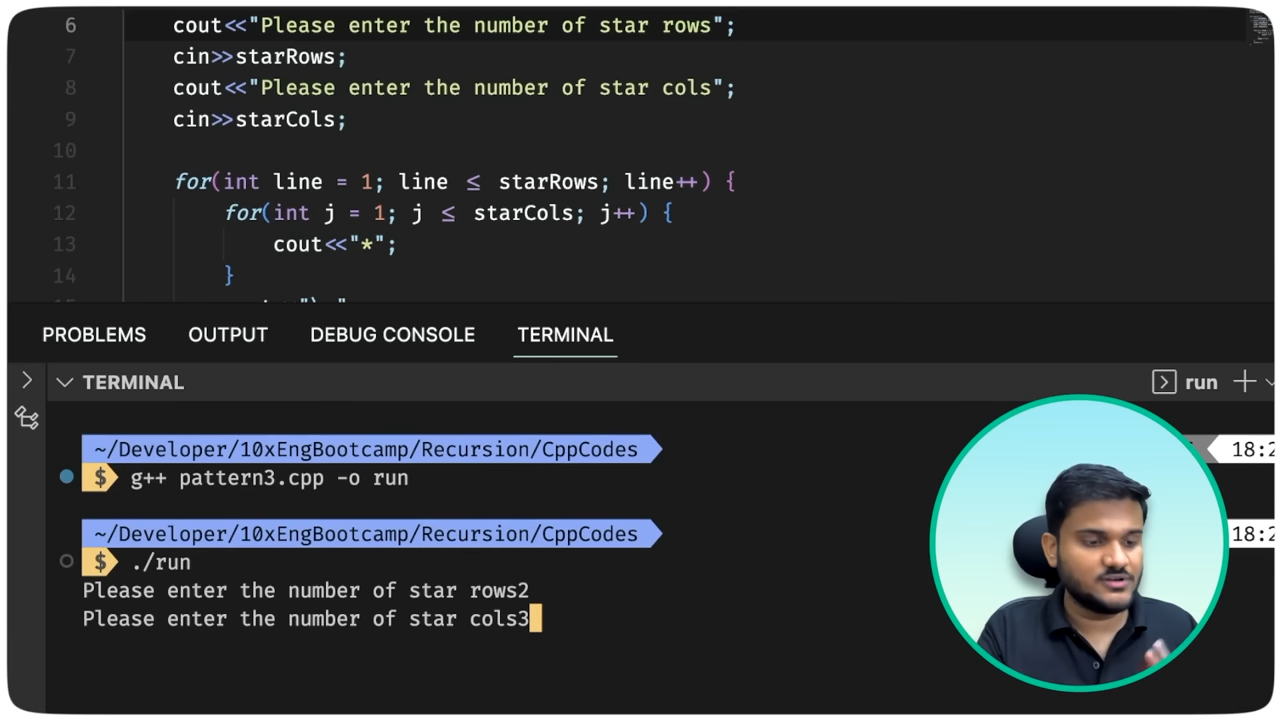 6 cout<<"Please enter the number of star rows";
7 cin>>starRows;
8 cout<<"Please enter the number of star cols";
9 cin>>starCols;
10
11 for(int line = 1; line ≤ starRows; line++) {
12 for(int j = 1; j ≤ starCols; j++) {
13 cout<<"*";
14 }
PROBLEMS OUTPUT DEBUG CONSOLE TERMINAL
TERMINAL run
~/Developer/10xEngBootcamp/Recursion/CppCodes 18:2
$ g++ pattern3.cpp -o run
~/Developer/10xEngBootcamp/Recursion/CppCodes 18:2
$ ./run
Please enter the number of star rows2
Please enter the number of star cols3